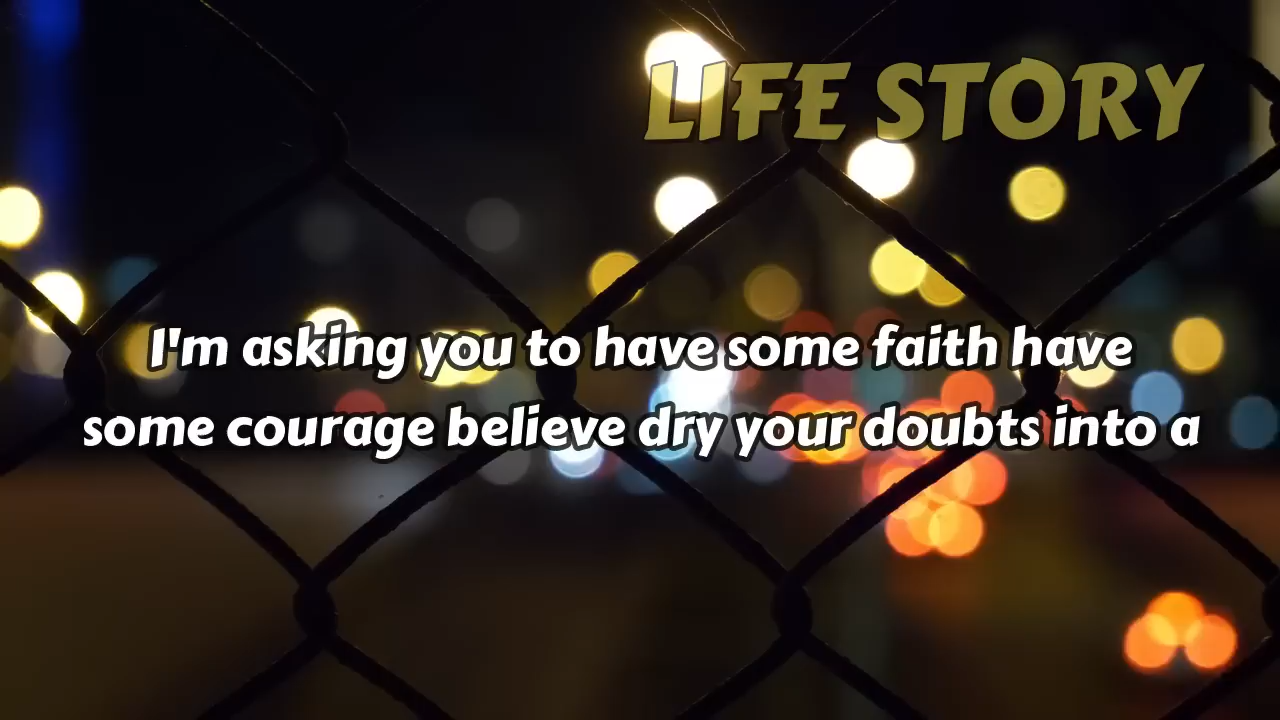 LIFE STORY
I'm asking you to have some faith have
some courage believe dry your doubts into a